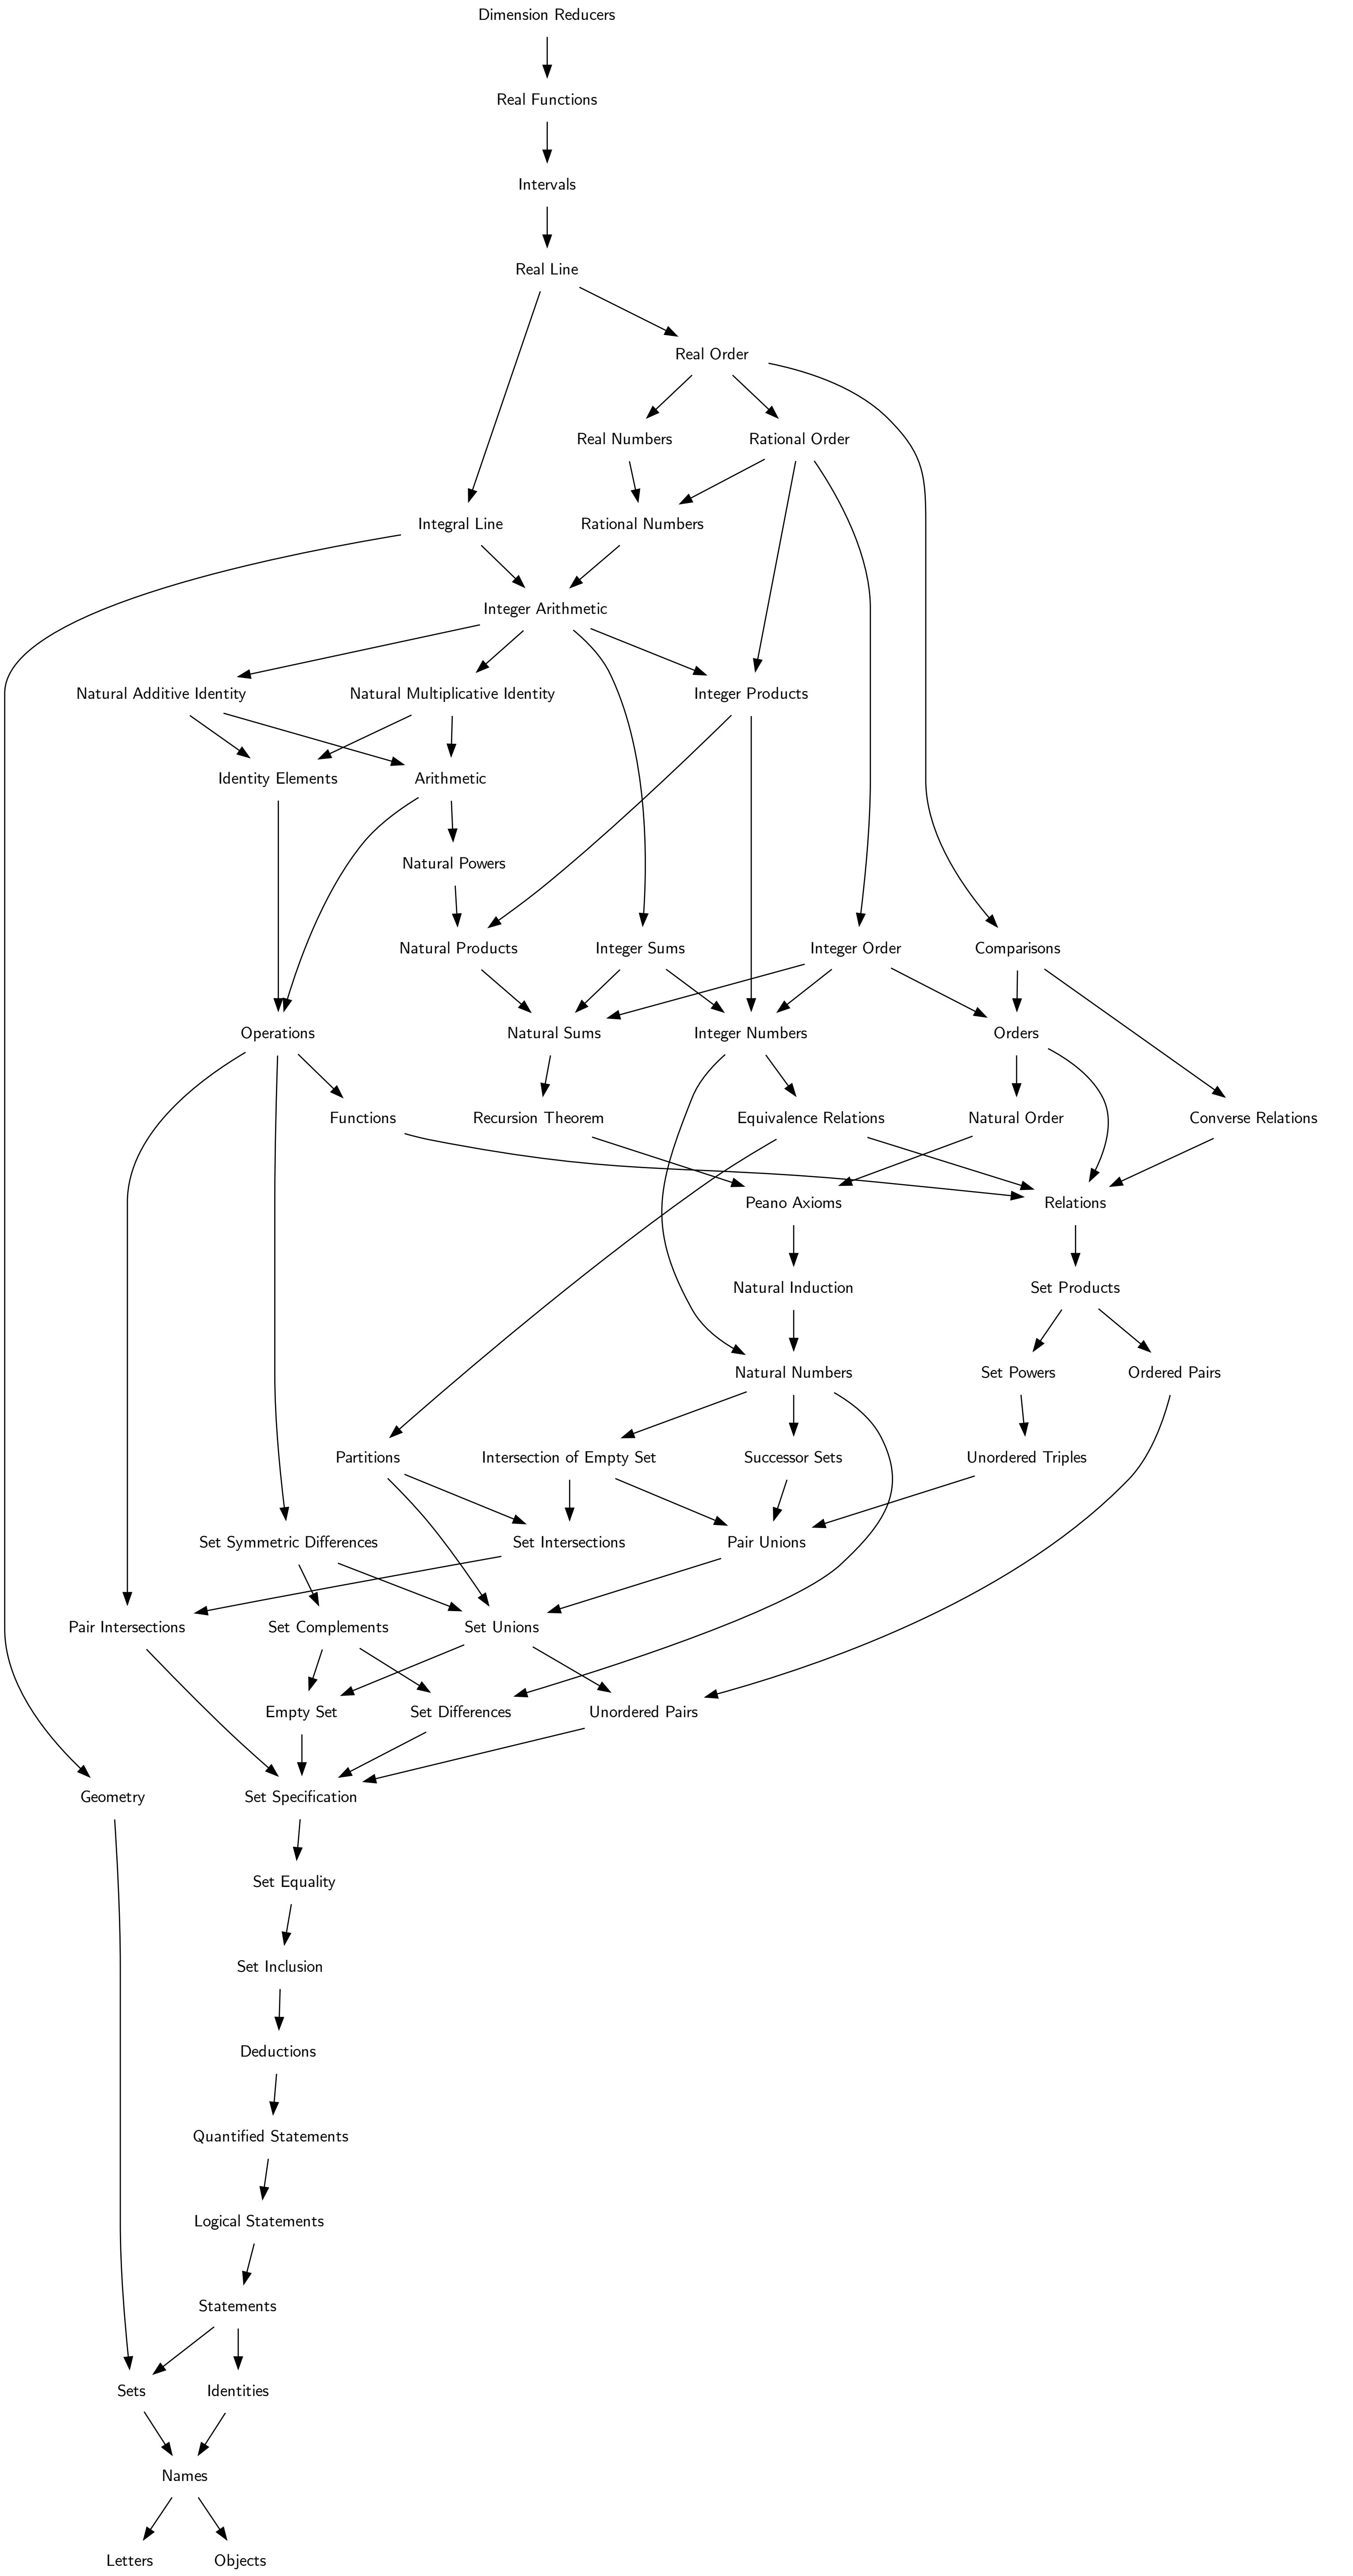 Dimension Reducers
Real Functions
Intervals
Real Line
Real Order
Real Numbers
Rational Order
Integral Line
Rational Numbers
Integer Arithmetic
Natural Additive Identity
Natural Multiplicative Identity
Integer Products
Identity Elements
Arithmetic
Natural Powers
Natural Products
Integer Sums
Integer Order
Comparisons
Operations
Natural Sums
Integer Numbers
Orders
Functions
Recursion Theorem
Equivalence Relations
Natural Order
Converse Relations
Peano Axioms
Relations
Natural Induction
Set Products
Natural Numbers
Set Powers
Ordered Pairs
Partitions
Intersection of Empty Set
Successor Sets
Unordered Triples
Set Symmetric Differences
Set Intersections
Pair Unions
Pair Intersections
Set Complements
Set Unions
Empty Set
Set Differences
Unordered Pairs
Geometry
Set Specification
Set Equality
Set Inclusion
Deductions
Quantified Statements
Logical Statements
Statements
Sets
Identities
Names
Letters
Objects